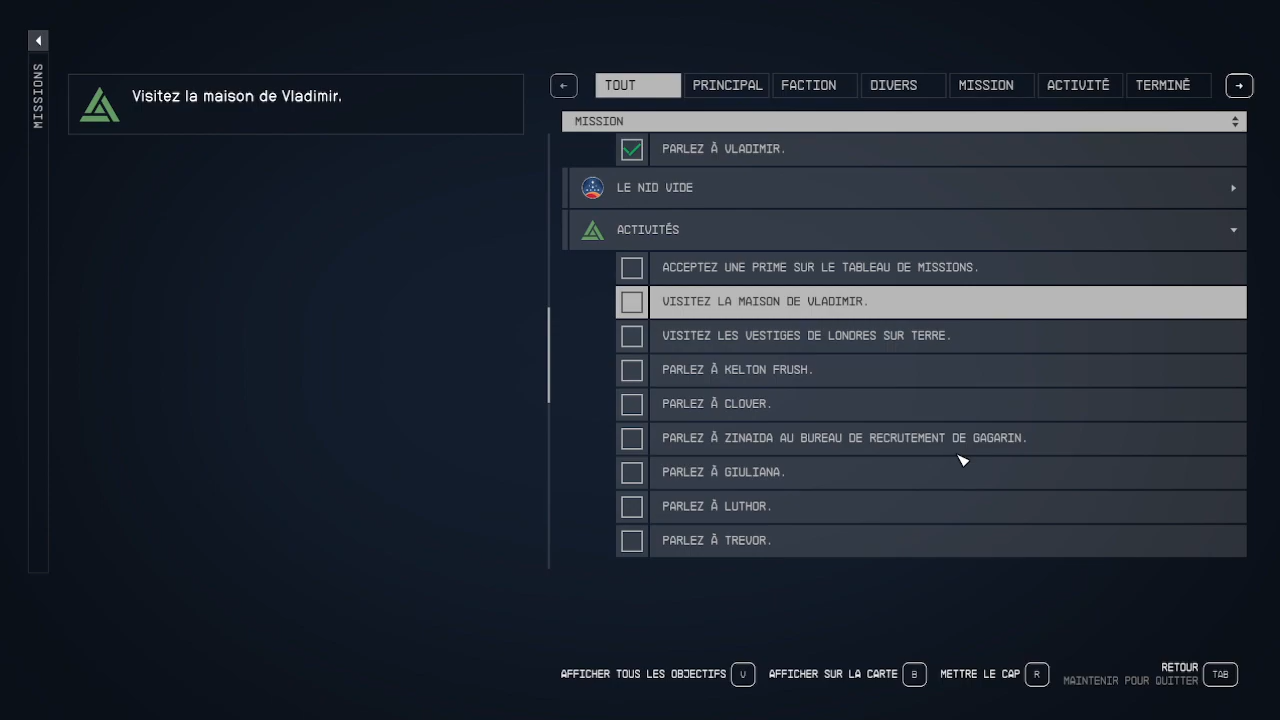 MISSIONS
Visitez la maison de Vladimir.
TOUT PRINCIPAL FACTION DIVERS MISSION ACTIVITÉ TERMINÉ
MISSION
PARLEZ À VLADIMIR.
LE NID VIDE
ACTIVITÉS
ACCEPTEZ UNE PRIME SUR LE TABLEAU DE MISSIONS.
VISITEZ LA MAISON DE VLADIMIR.
VISITEZ LES VESTIGES DE LONDRES SUR TERRE.
PARLEZ À KELTON FRUSH.
PARLEZ À CLOVER.
PARLEZ À ZINAIDA AU BUREAU DE RECRUTEMENT DE GAGARIN.
PARLEZ À GIULIANA.
PARLEZ À LUTHOR.
PARLEZ À TREVOR.
AFFICHER TOUS LES OBJECTIFS V AFFICHER SUR LA CARTE B METTRE LE CAP R RETOUR TAB
MAINTENIR POUR QUITTER